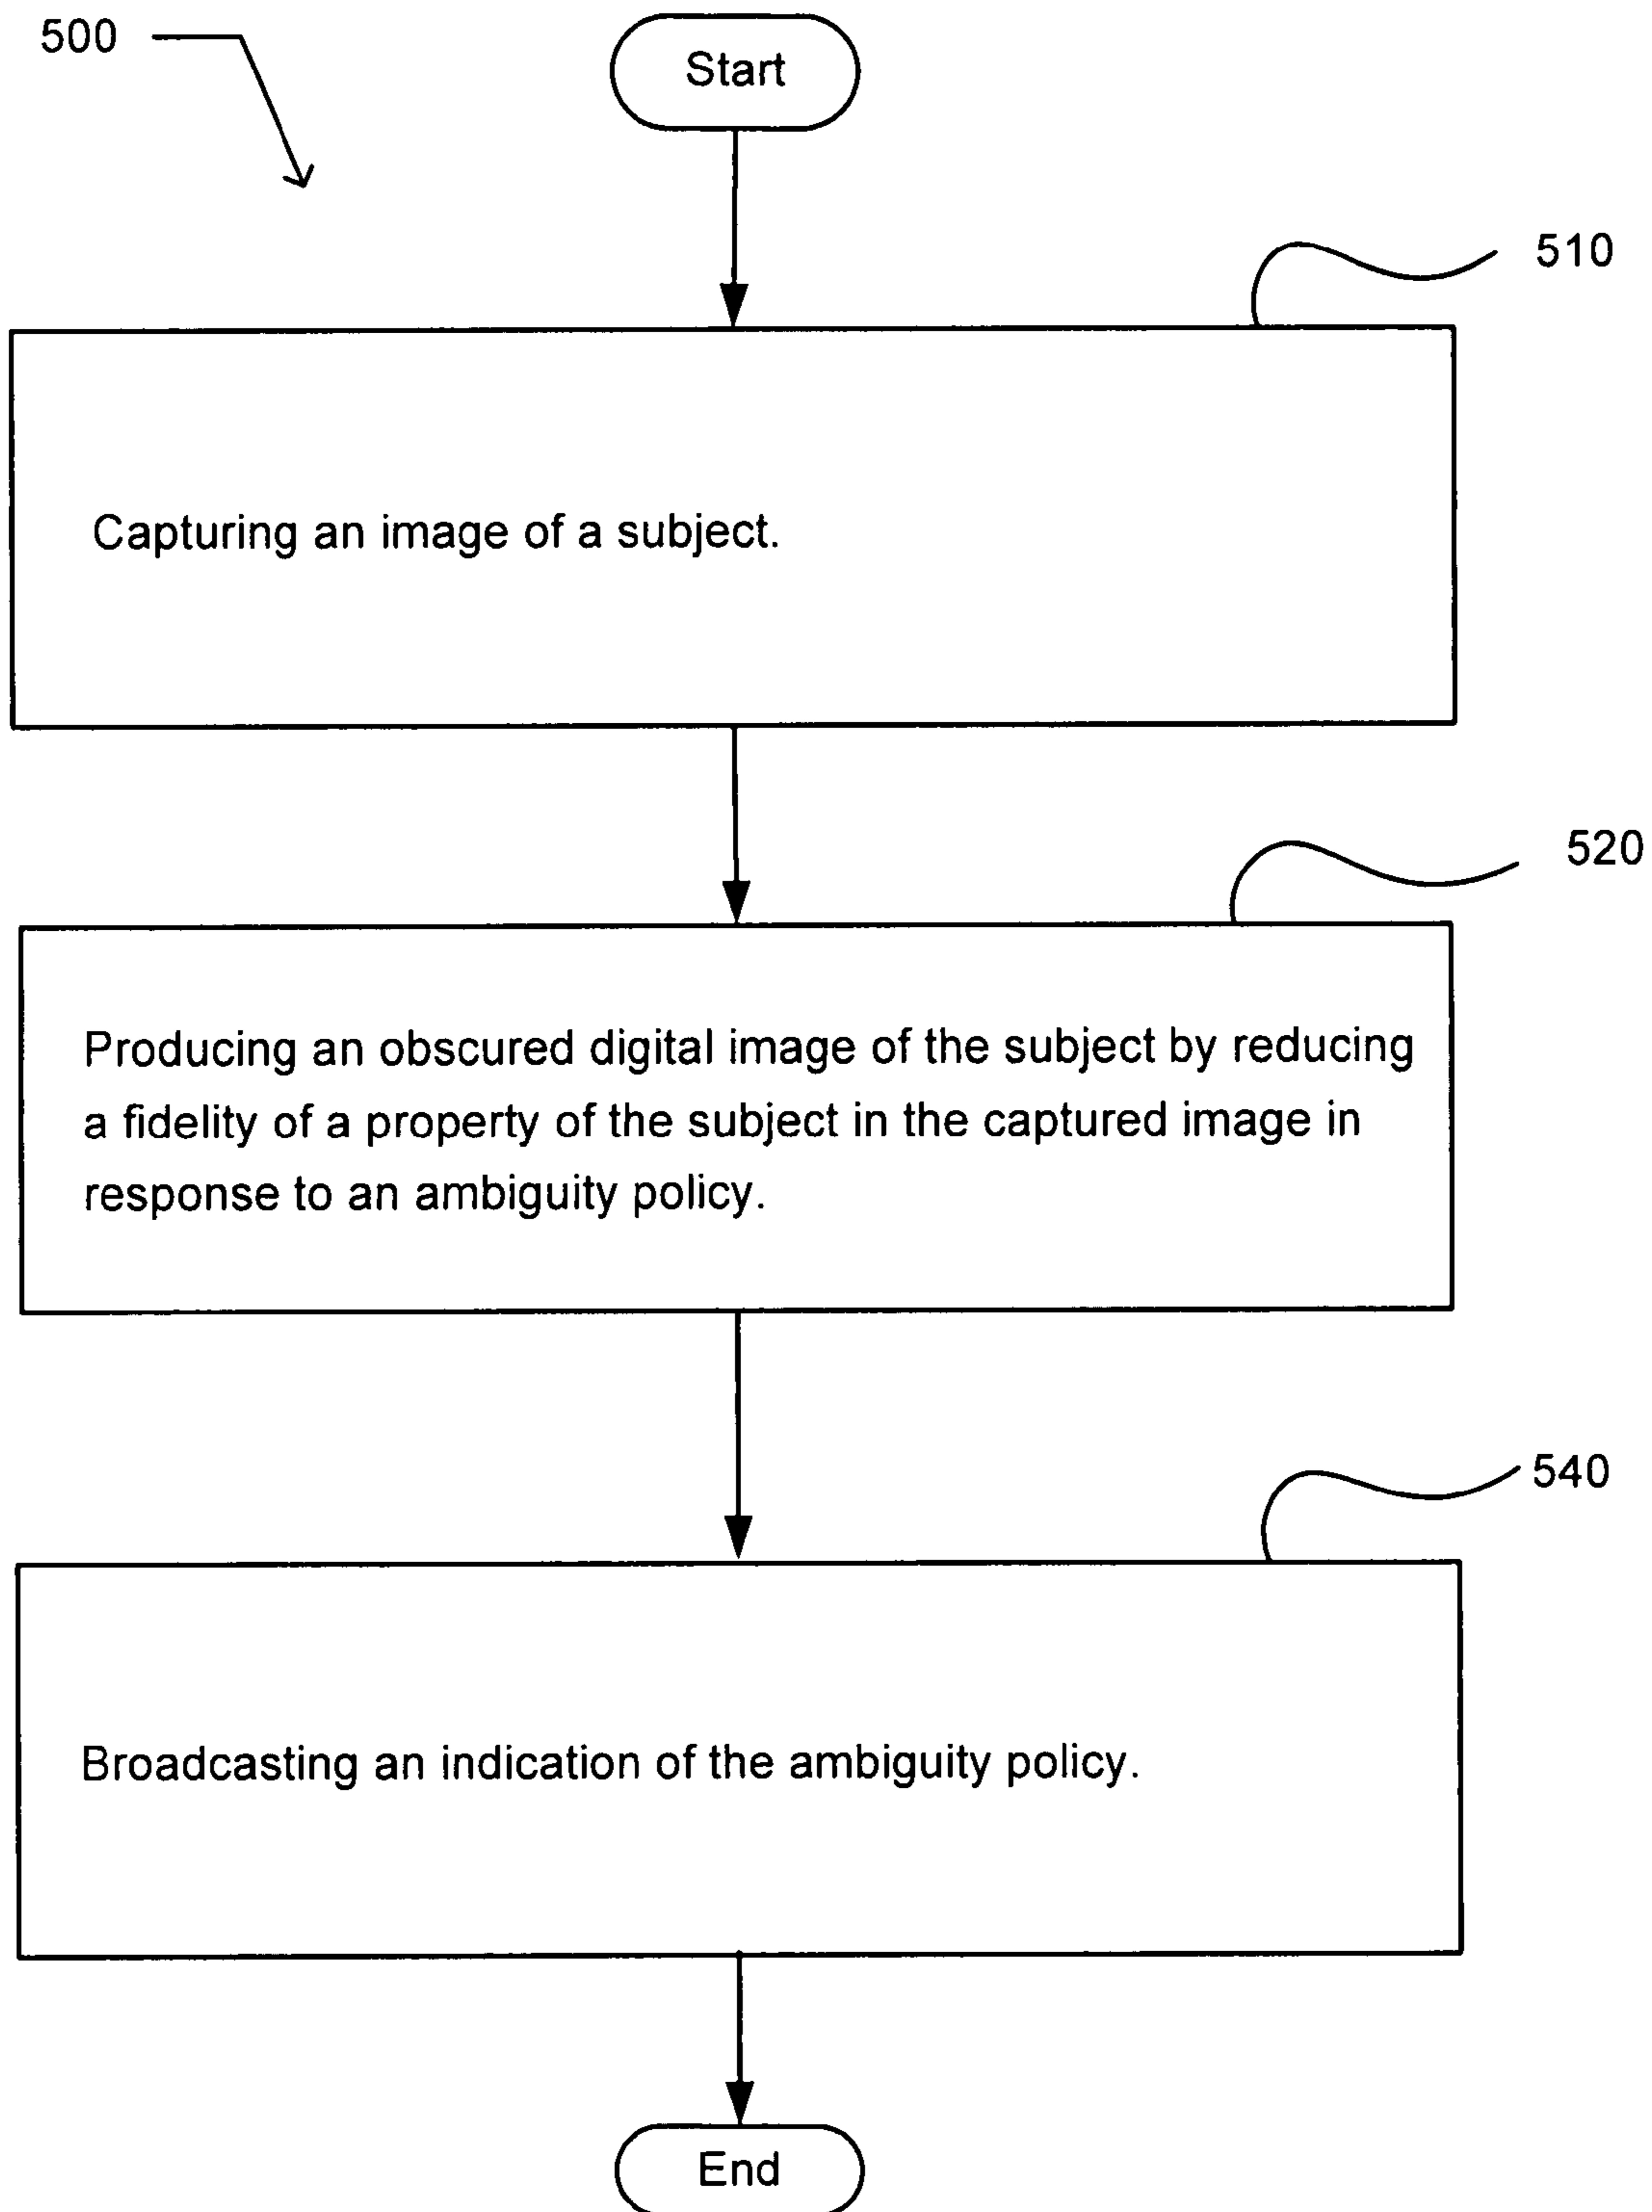 500
Start
510
Capturing an image of a subject.
520
Producing an obscured digital image of the subject by reducing
a fidelity of a property of the subject in the captured image in
response to an ambiguity policy.
540
Broadcasting an indication of the ambiguity policy.
End